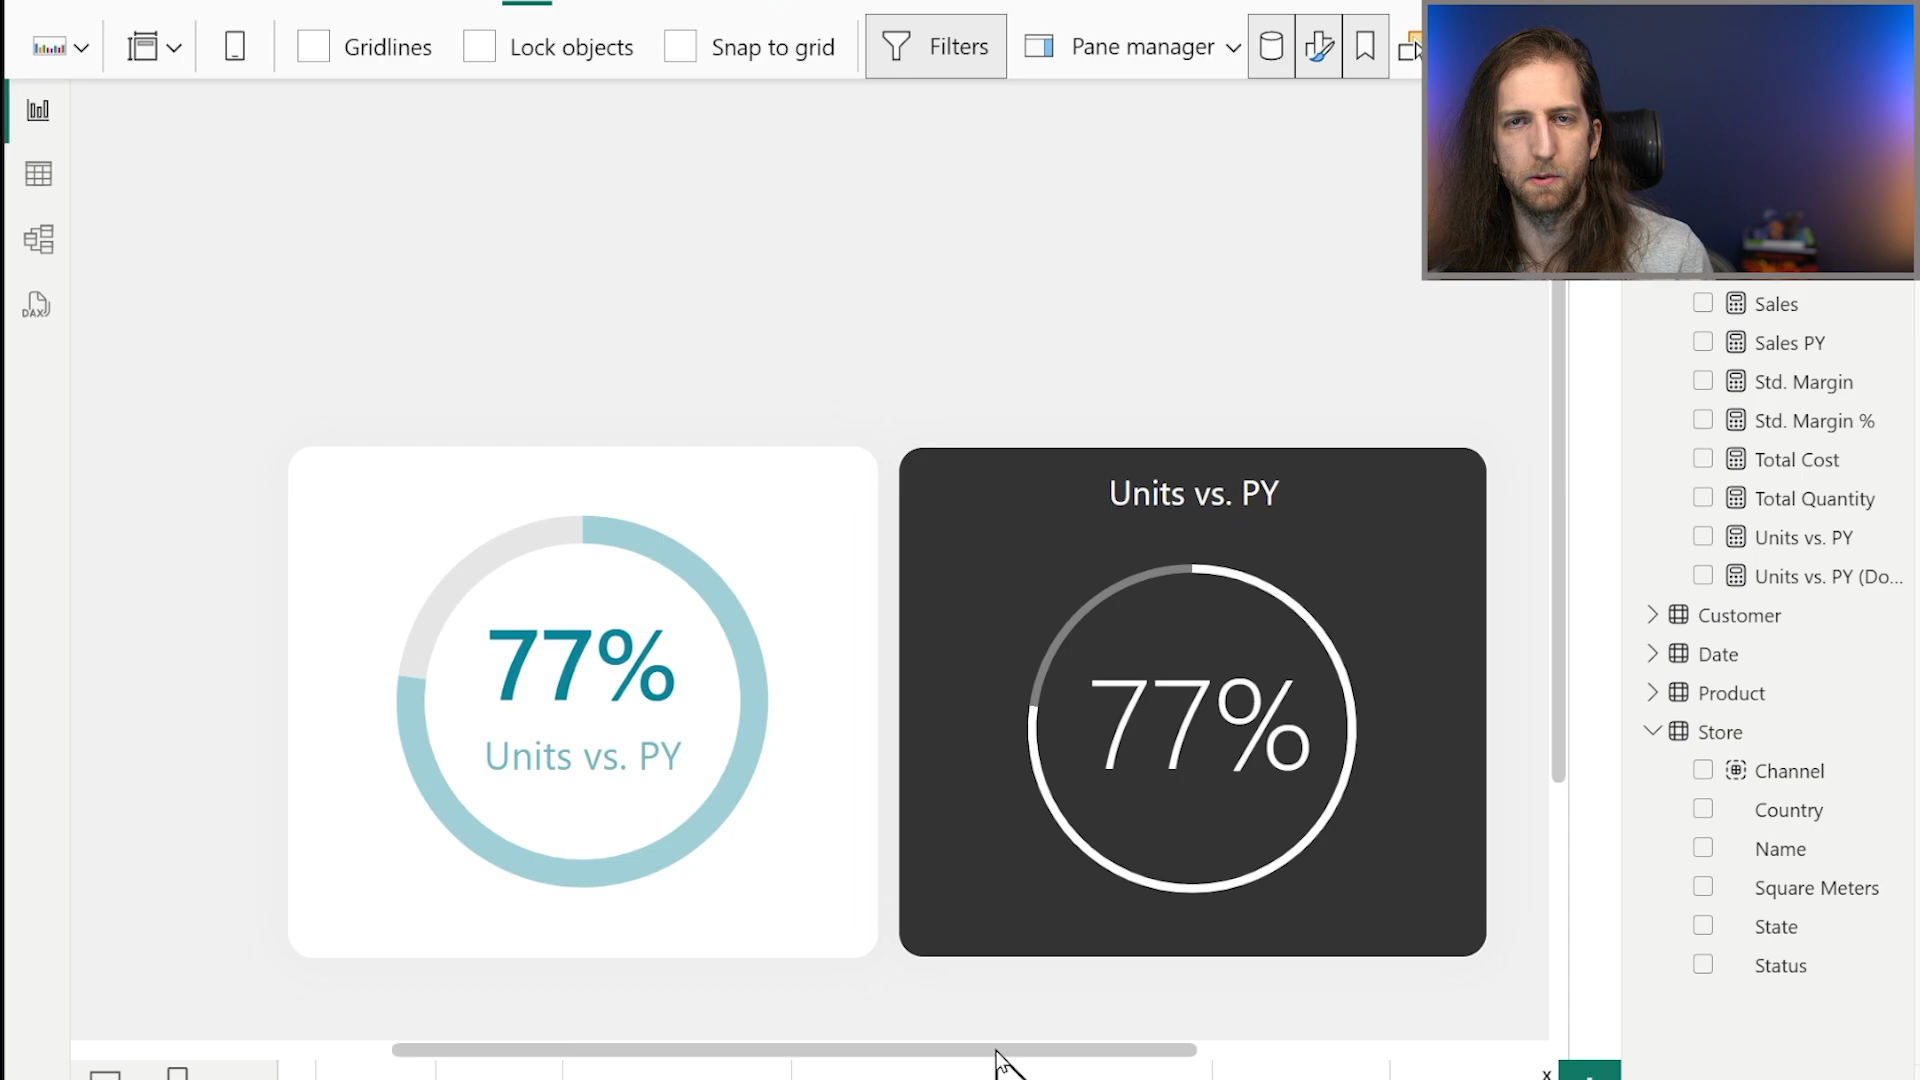 Gridlines
Lock objects
Snap to grid
Filters
Pane manager
DAX
Sales
Sales PY
Std. Margin
Std. Margin %
Total Cost
Total Quantity
Units vs. PY
Units vs. PY (Do...
Customer
Date
Product
Store
Channel
Country
Name
Square Meters
State
Status
77%
Units vs. PY
Units vs. PY
77%
x